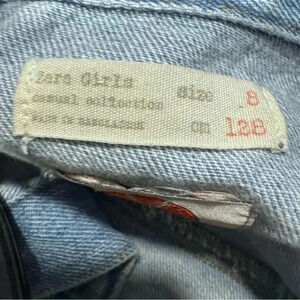 Zara Girls Size 8
casual collection
MADE IN BANGLADESH CM 128